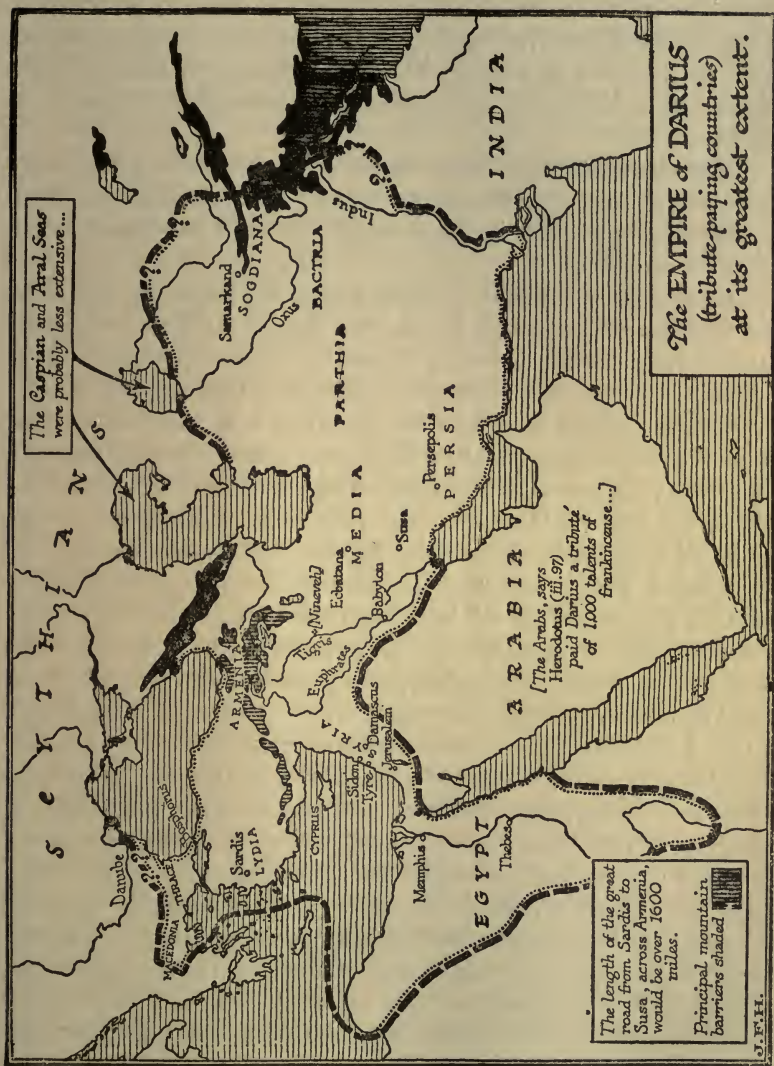 The EMPIRE of DARIUS
(tribute-paying countries)
at its greatest extent.
The Caspian and Aral Seas
were probably less extensive...
SCYTHIANS
Danube
MACEDONIA
THRACE
Bosphorus
Sardis
LYDIA
CYPRUS
ARMENIA
[Nineveh]
Tigris
Euphrates
Ecbatana
MEDIA
Babylon
Susa
Persepolis
PERSIA
PARTHIA
BACTRIA
Samarkand
SOGDIANA
Oxus
Indus
INDIA
?
?
?
?
SYRIA
Sidon
Tyre
Damascus
Jerusalem
ARABIA
[The Arabs, says
Herodotus (iii.97)
paid Darius a tribute
of 1,000 talents of
frankincense...]
Memphis
EGYPT
Thebes
The length of the great
road from Sardis to
Susa, across Armenia,
would be over 1600
miles.
Principal mountain
barriers shaded
J.F.H.